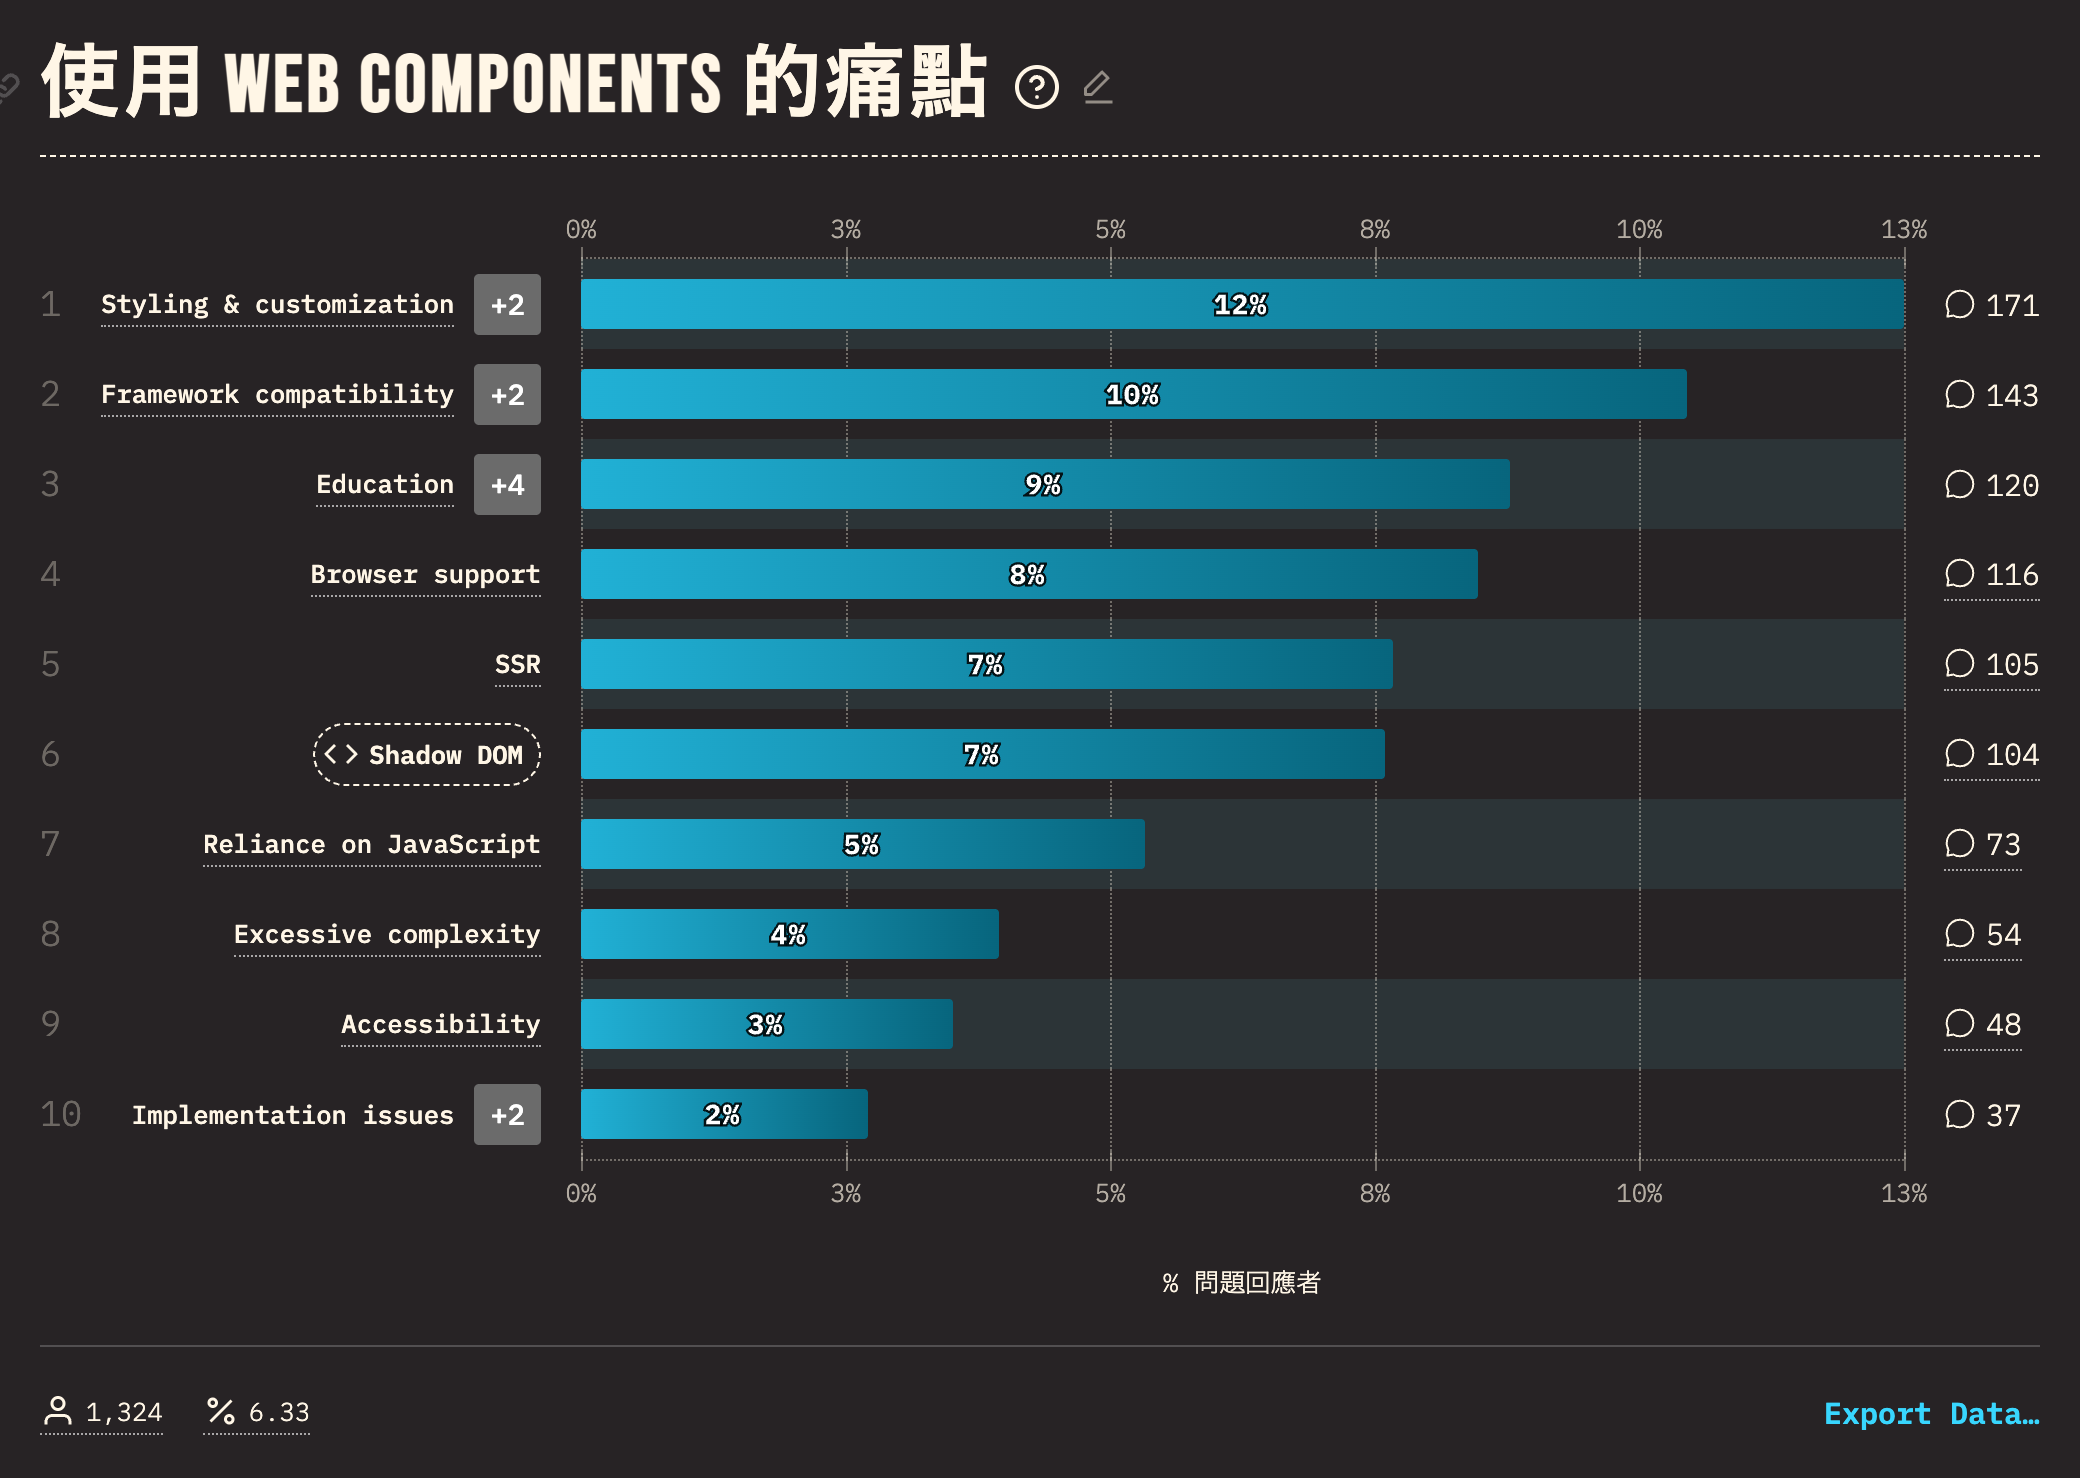 使用 WEB COMPONENTS 的痛點
0% 3% 5% 8% 10% 13%
1 Styling & customization +2 12% 171
2 Framework compatibility +2 10% 143
3 Education +4 9% 120
4 Browser support 8% 116
5 SSR 7% 105
6 <> Shadow DOM 7% 104
7 Reliance on JavaScript 5% 73
8 Excessive complexity 4% 54
9 Accessibility 3% 48
10 Implementation issues +2 2% 37
0% 3% 5% 8% 10% 13%
% 問題回應者
1,324 % 6.33 Export Data…